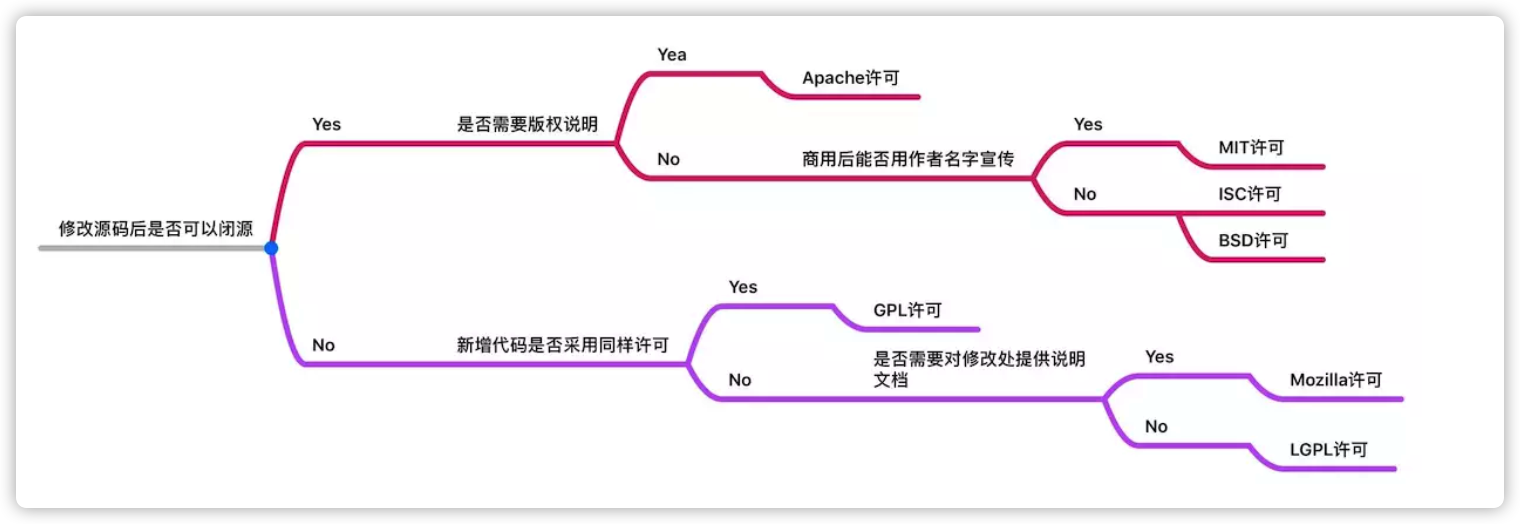 Yea
Apache许可
Yes
是否需要版权说明
Yes
MIT许可
No
商用后能否用作者名字宣传
No
ISC许可
修改源码后是否可以闭源
BSD许可
Yes
GPL许可
No
新增代码是否采用同样许可
是否需要对修改处提供说明
文档
Yes
No
Mozilla许可
No
LGPL许可